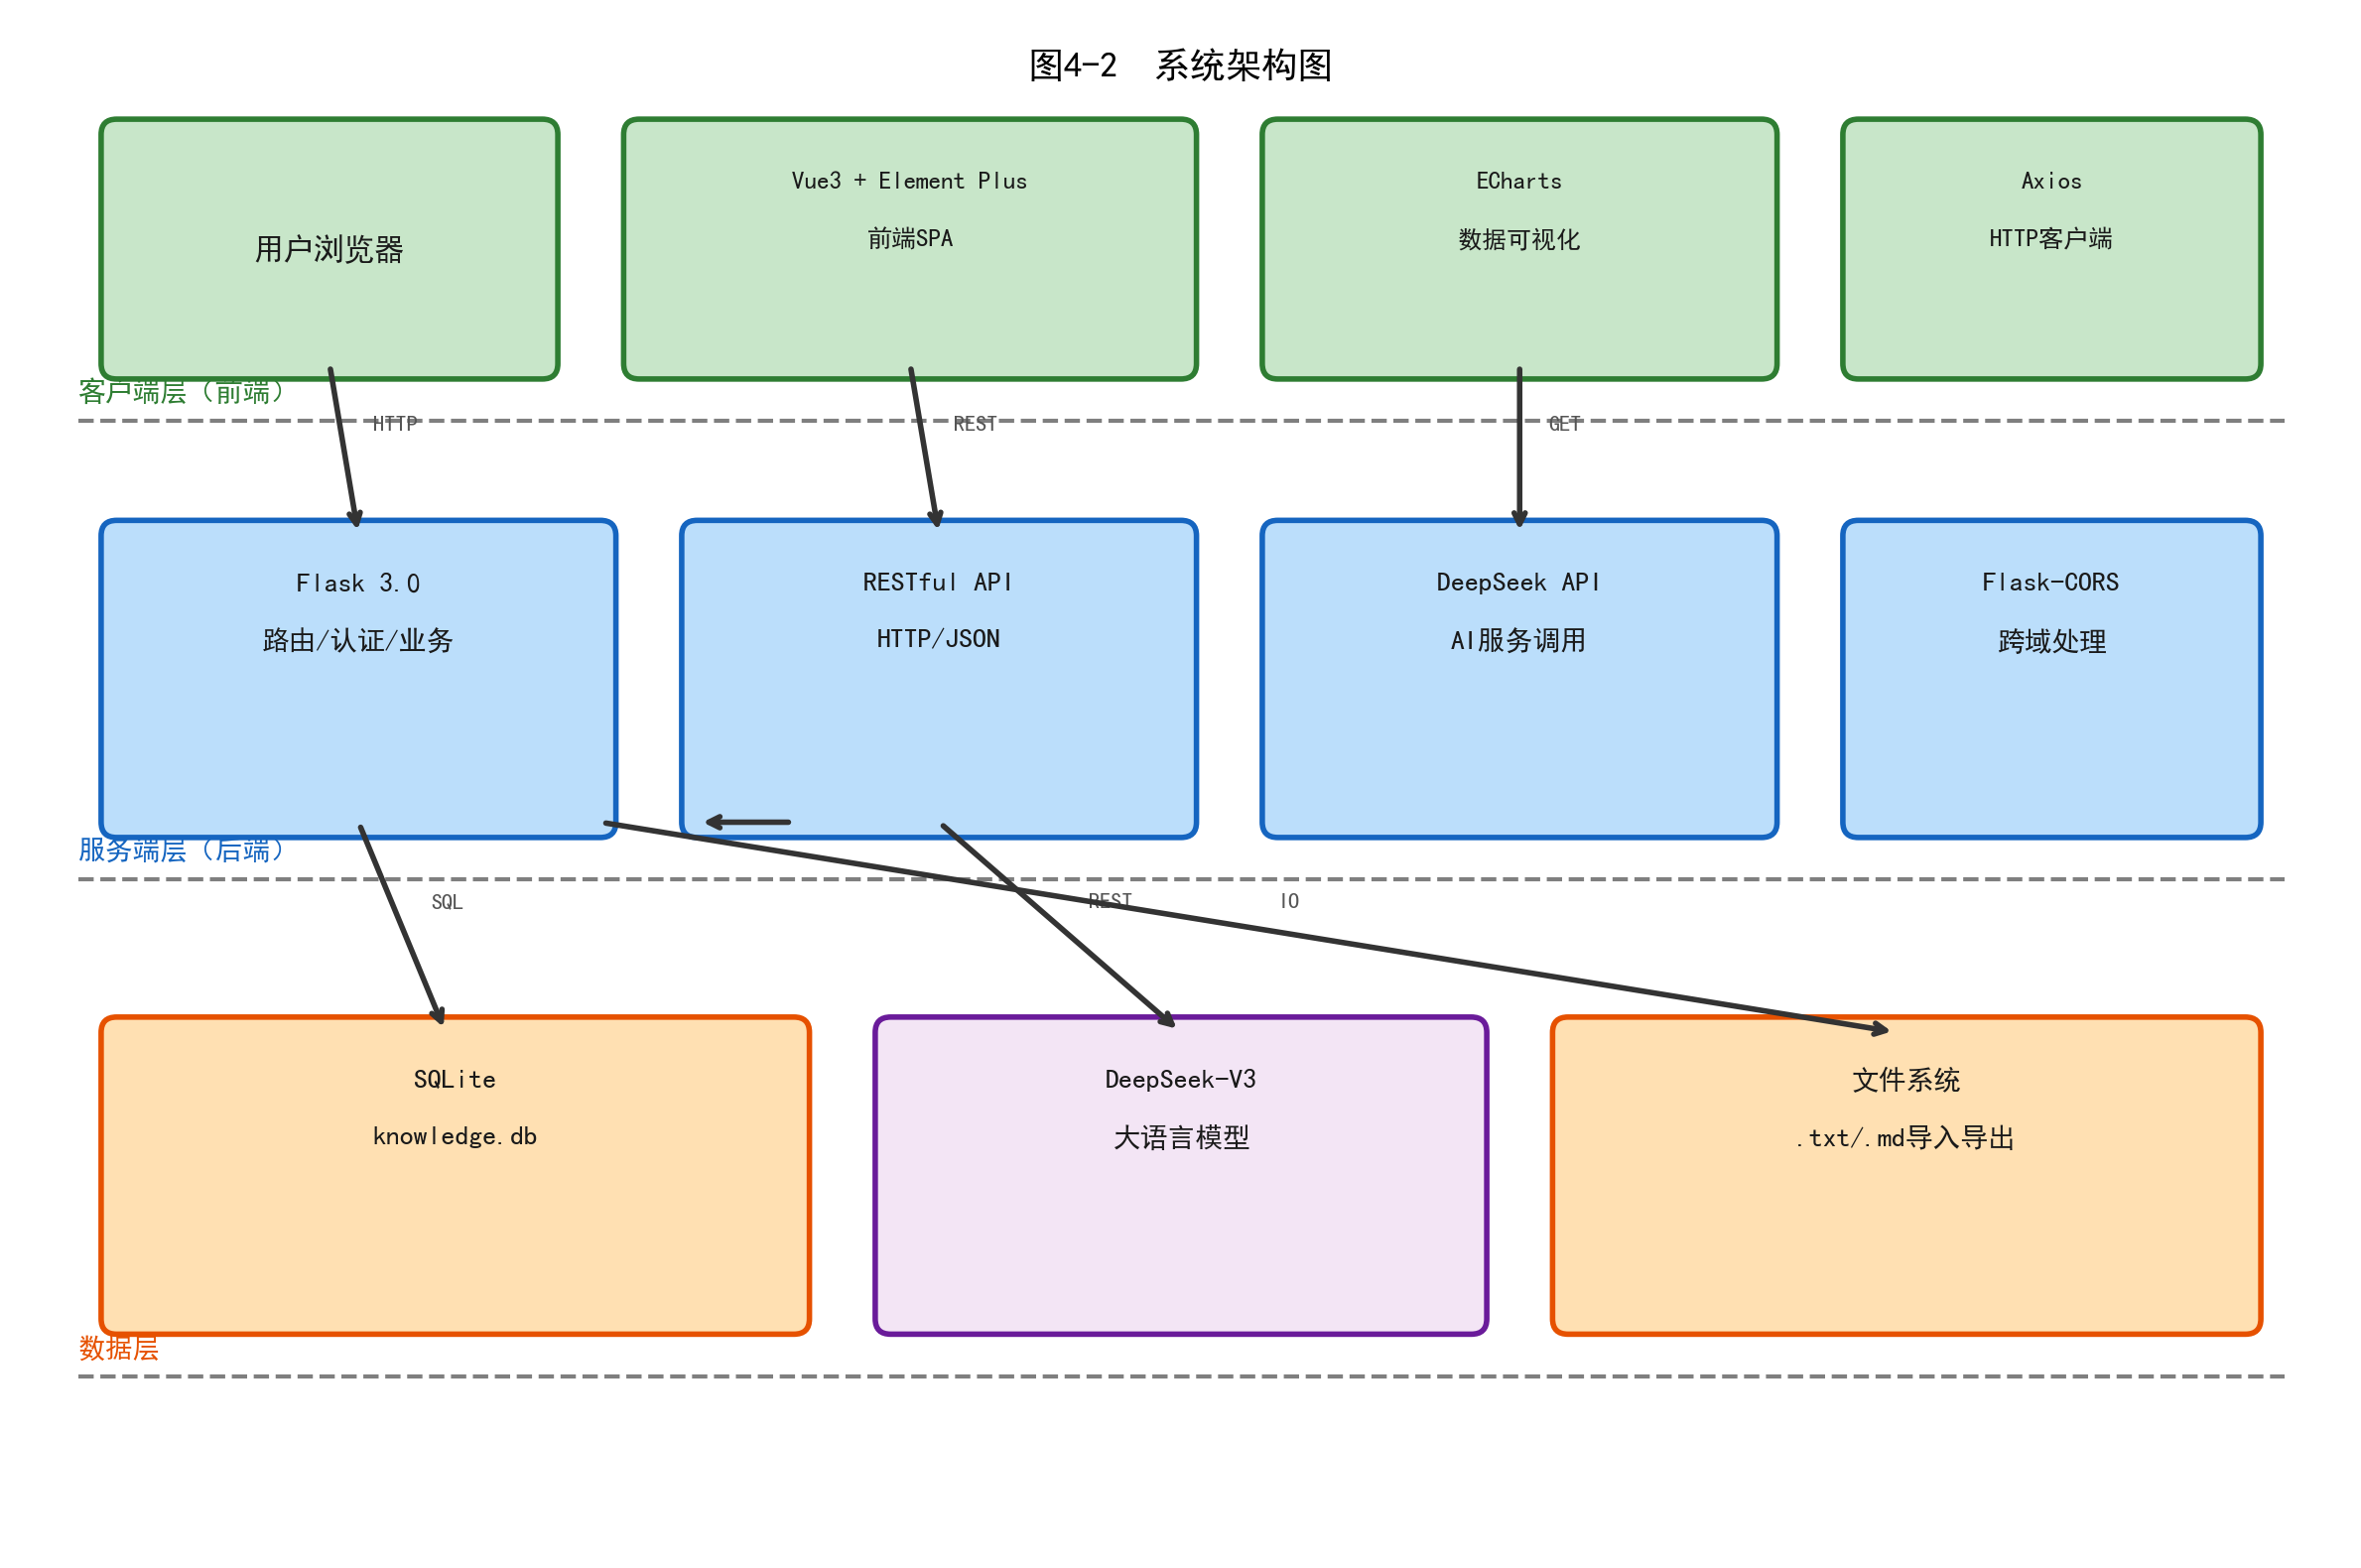 图4-2 系统架构图
用户浏览器
Vue3 + Element Plus
前端SPA
ECharts
数据可视化
Axios
HTTP客户端
客户端层（前端）
HTTP
REST
GET
Flask 3.0
路由/认证/业务
RESTful API
HTTP/JSON
DeepSeek API
AI服务调用
Flask-CORS
跨域处理
服务端层（后端）
SQL
REST
IO
SQLite
knowledge.db
DeepSeek-V3
大语言模型
文件系统
.txt/.md导入导出
数据层